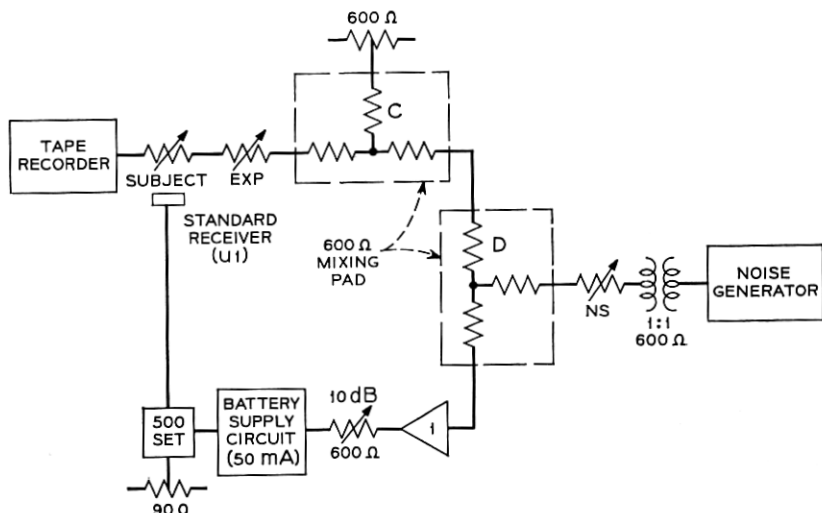 600 Ω
C
TAPE
RECORDER
SUBJECT
EXP
STANDARD
RECEIVER
(U1)
600 Ω
MIXING
PAD
D
NS
1:1
600 Ω
NOISE
GENERATOR
500
SET
BATTERY
SUPPLY
CIRCUIT
(50 mA)
10 dB
600 Ω
1
90 Ω